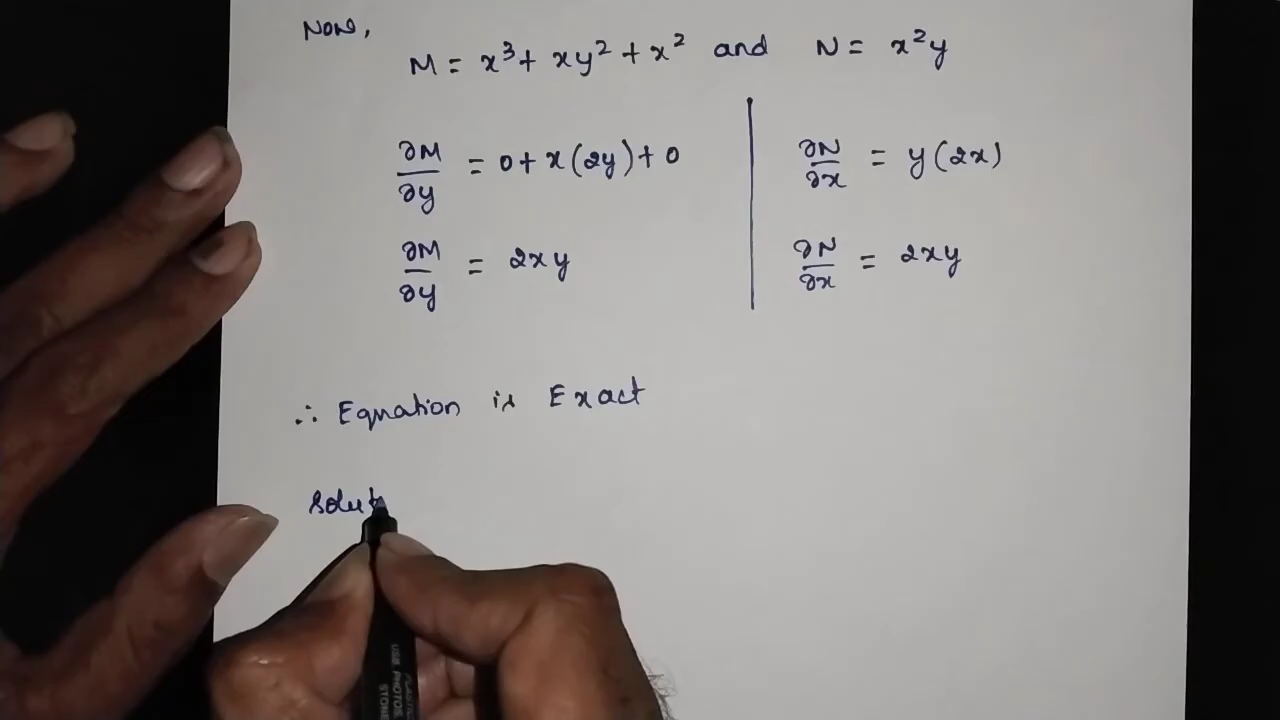 Now,
M = x³ + xy² + x² and N = x²y
∂M/∂y = 0 + x(2y) + 0
∂M/∂y = 2xy
∂N/∂x = y(2x)
∂N/∂x = 2xy
∴ Equation is Exact
Solut